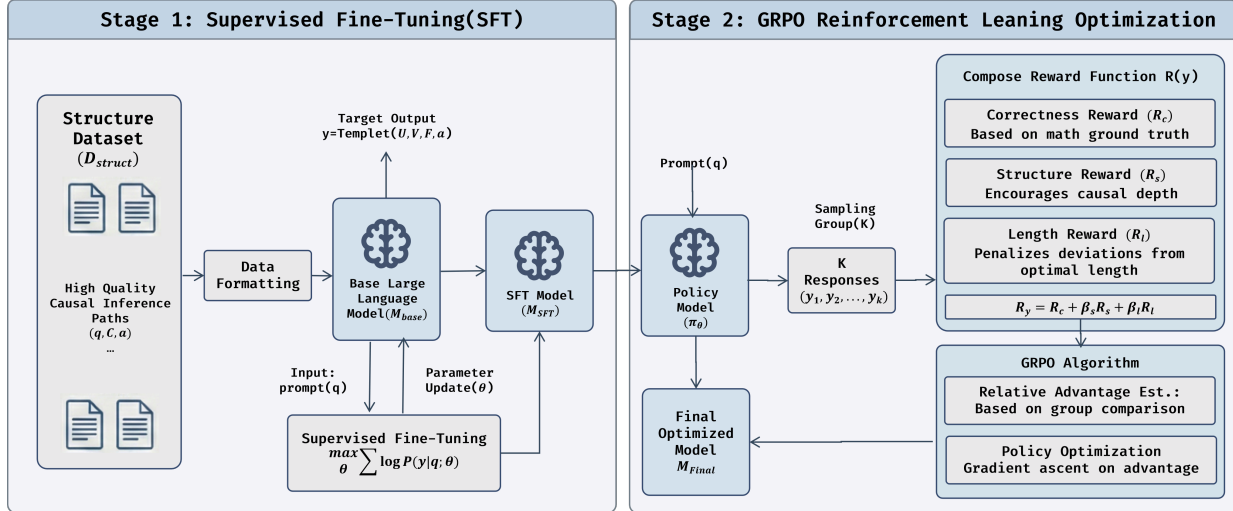 Stage 1: Supervised Fine-Tuning(SFT)
Structure
Dataset
(D_struct)
High Quality
Causal Inference
Paths
(q, C, a)
…
Data
Formatting
Target Output
y=Templet(U, V, F, a)
Base Large
Language
Model(M_base)
SFT Model
(M_SFT)
Input:
prompt(q)
Parameter
Update(θ)
Supervised Fine-Tuning
max θ ∑ log P(y|q; θ)
Stage 2: GRPO Reinforcement Leaning Optimization
Prompt(q)
Policy
Model
(π_θ)
Sampling
Group(K)
K
Responses
(y_1, y_2, …, y_k)
Final
Optimized
Model
M_Final
Compose Reward Function R(y)
Correctness Reward (R_c)
Based on math ground truth
Structure Reward (R_s)
Encourages causal depth
Length Reward (R_l)
Penalizes deviations from
optimal length
R_y = R_c + β_s R_s + β_l R_l
GRPO Algorithm
Relative Advantage Est.:
Based on group comparison
Policy Optimization
Gradient ascent on advantage